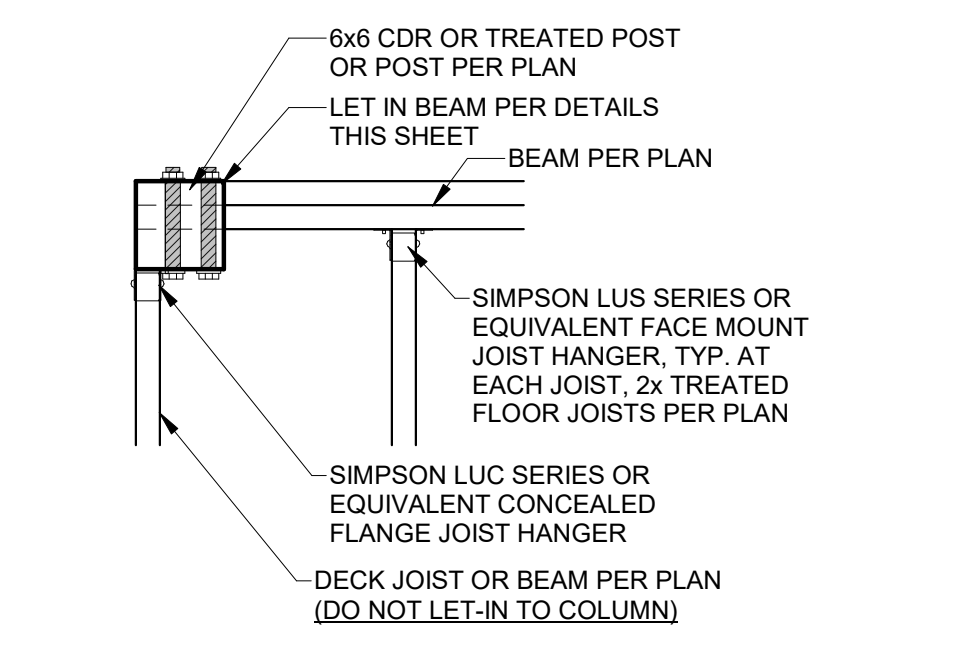 6x6 CDR OR TREATED POST
OR POST PER PLAN
LET IN BEAM PER DETAILS
THIS SHEET
BEAM PER PLAN
SIMPSON LUS SERIES OR
EQUIVALENT FACE MOUNT
JOIST HANGER, TYP. AT
EACH JOIST, 2x TREATED
FLOOR JOISTS PER PLAN
SIMPSON LUC SERIES OR
EQUIVALENT CONCEALED
FLANGE JOIST HANGER
DECK JOIST OR BEAM PER PLAN
(DO NOT LET-IN TO COLUMN)